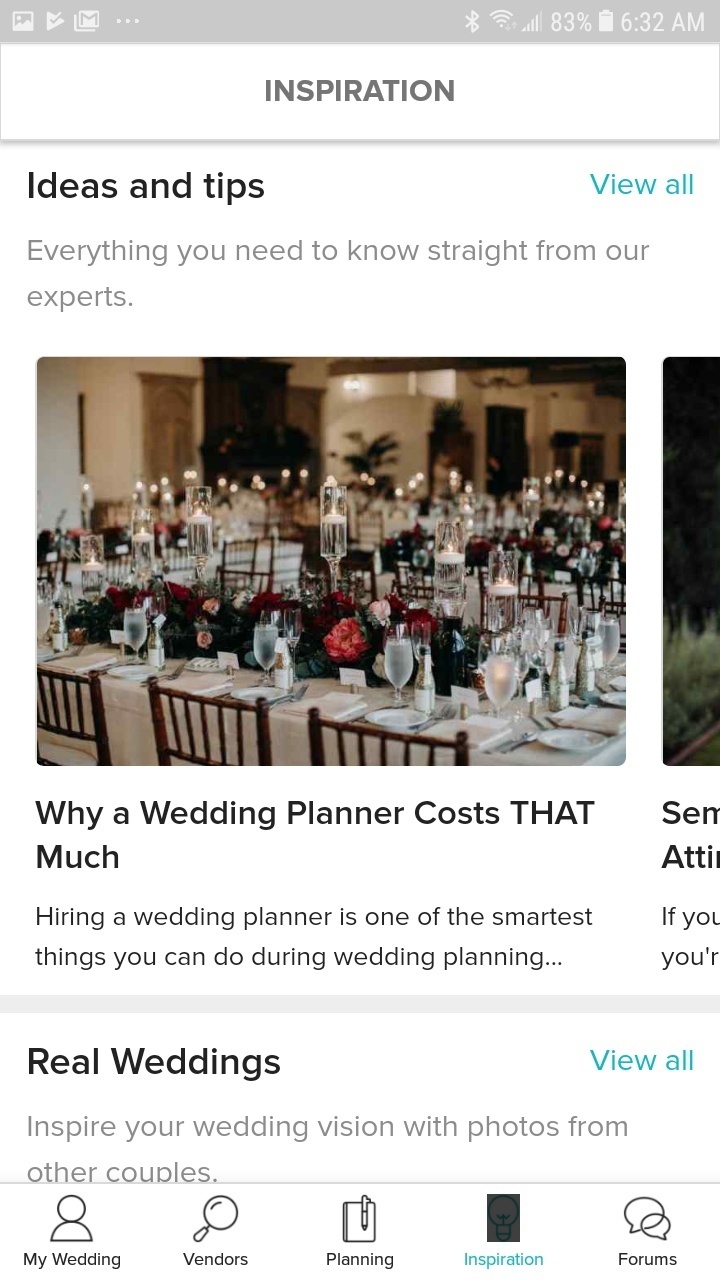 83% 6:32 AM
INSPIRATION
Ideas and tips
View all
Everything you need to know straight from our
experts.
Why a Wedding Planner Costs THAT
Much
Hiring a wedding planner is one of the smartest
things you can do during wedding planning...
Sem
Atti
If you
you'r
Real Weddings
View all
Inspire your wedding vision with photos from
other couples.
My Wedding
Vendors
Planning
Inspiration
Forums